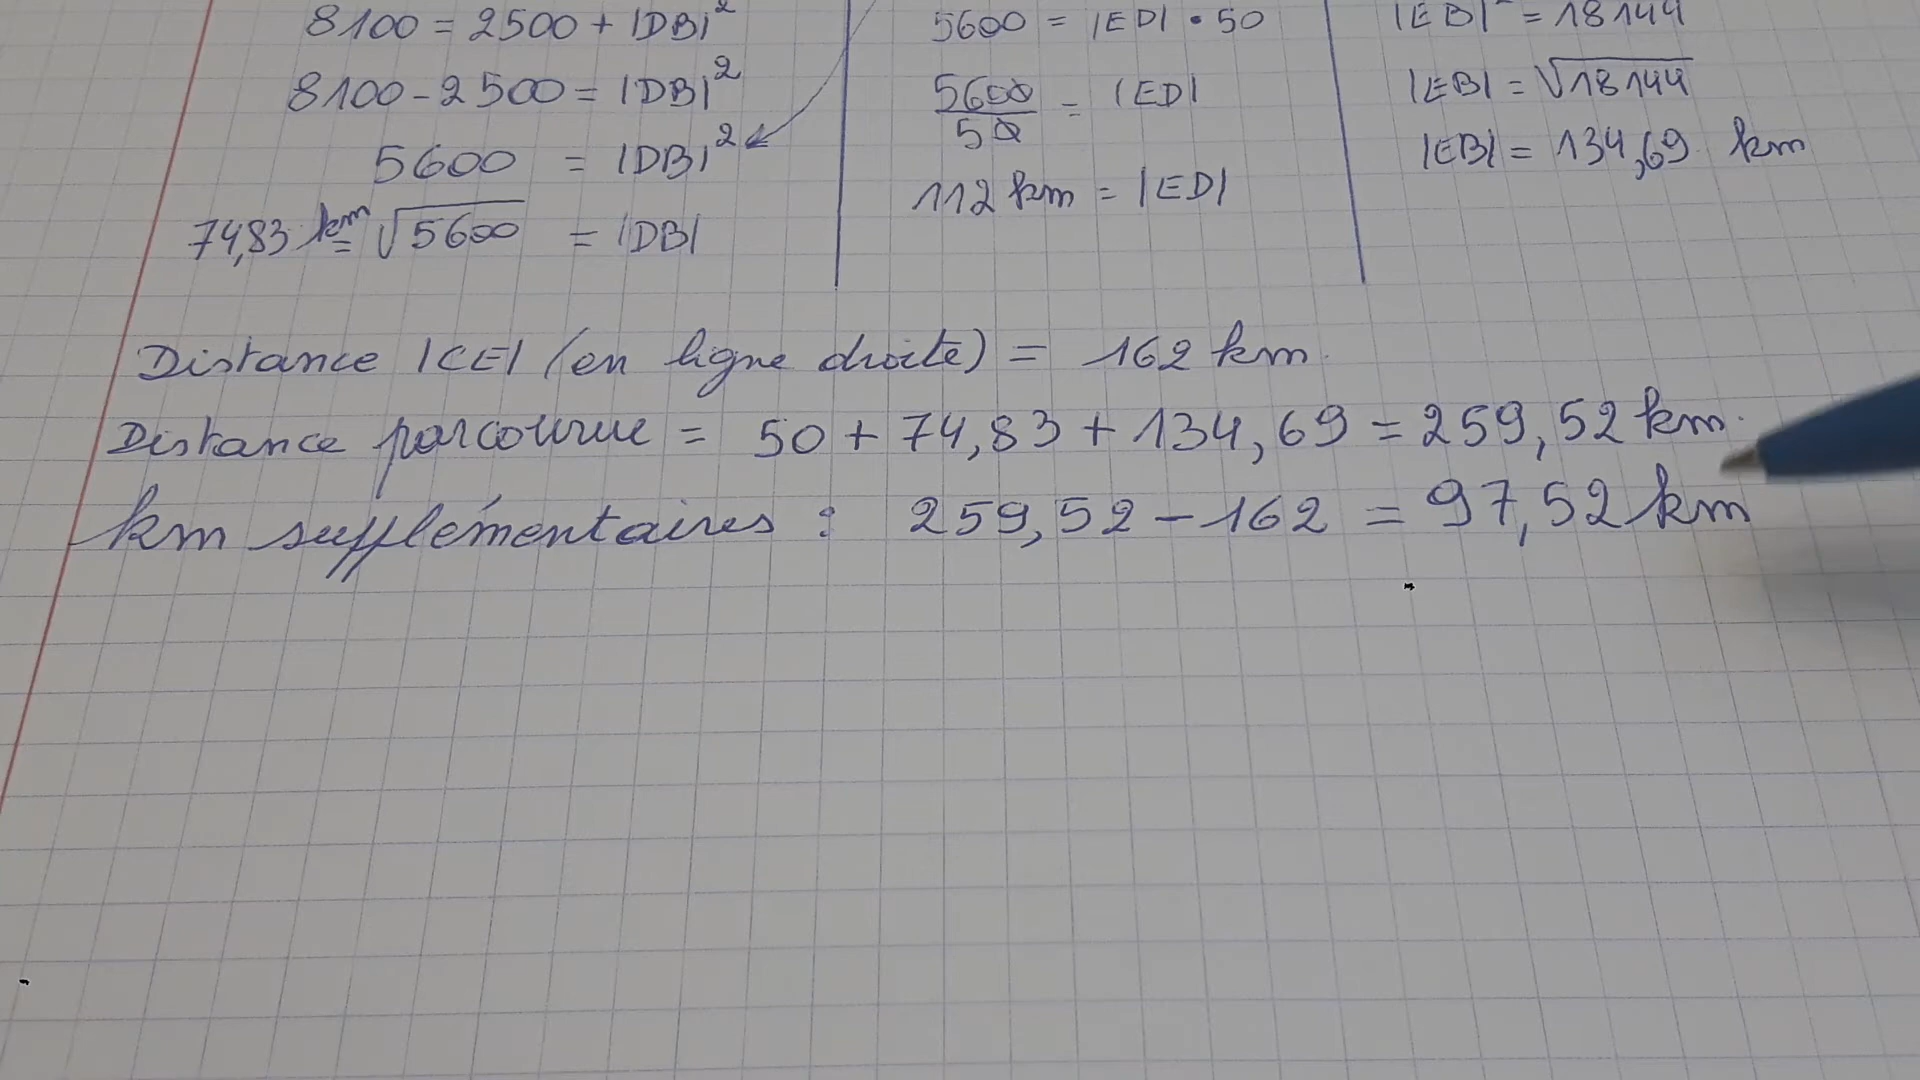 8100 = 2500 + |DB|²
8100 - 2500 = |DB|²
5600 = |DB|²
74,83 km = √5600 = |DB|
5600 = |ED| • 50
5600/50 = |ED|
112 km = |ED|
|EB|² = 18144
|EB| = √18144
|EB| = 134,69 km
Distance |CE| (en ligne droite) = 162 km.
Distance parcourue = 50 + 74,83 + 134,69 = 259,52 km.
km supplémentaires : 259,52 - 162 = 97,52 km